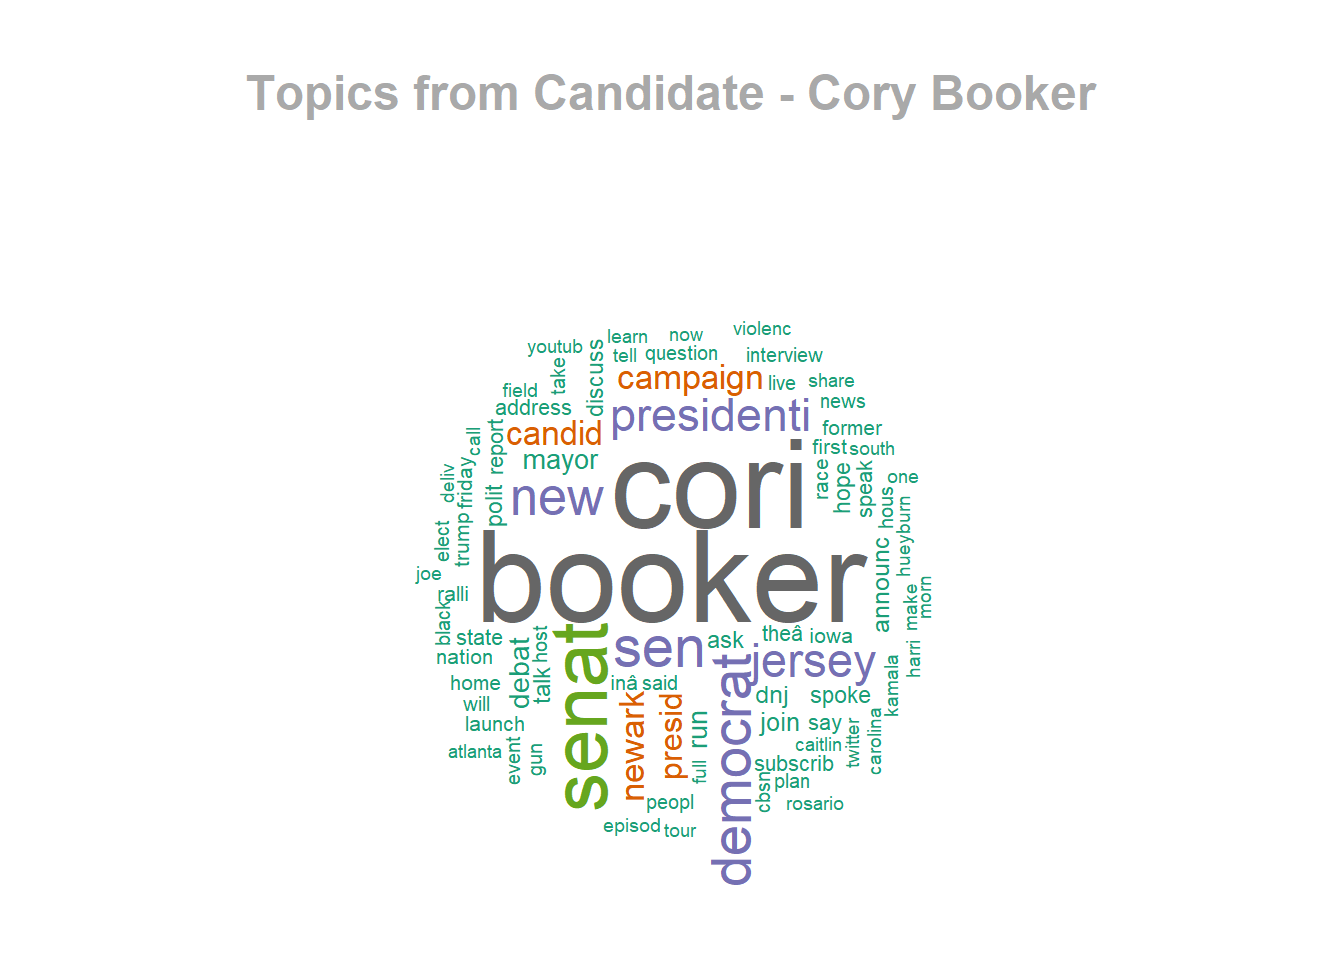 Topics from Candidate - Cory Booker
violenc
learn
now
youtub
tell
question
interview
discuss
take
campaign
live
share
field
address
presidenti
news
candid
former
call
report
mayor
cori
first
south
deliv
friday
polit
new
race
hope
speak
one
hous
hueyburn
elect
trump
booker
announc
joe
ralli
make
morn
black
state
host
senat
sen
ask
theâ
iowa
nation
debat
talk
jersey
harri
kamala
home
inâ
said
democrat
dnj
spoke
will
launch
newark
presid
run
join
say
twitter
carolina
atlanta
event
gun
full
caitlin
subscrib
cbsn
plan
peopl
rosario
episod
tour